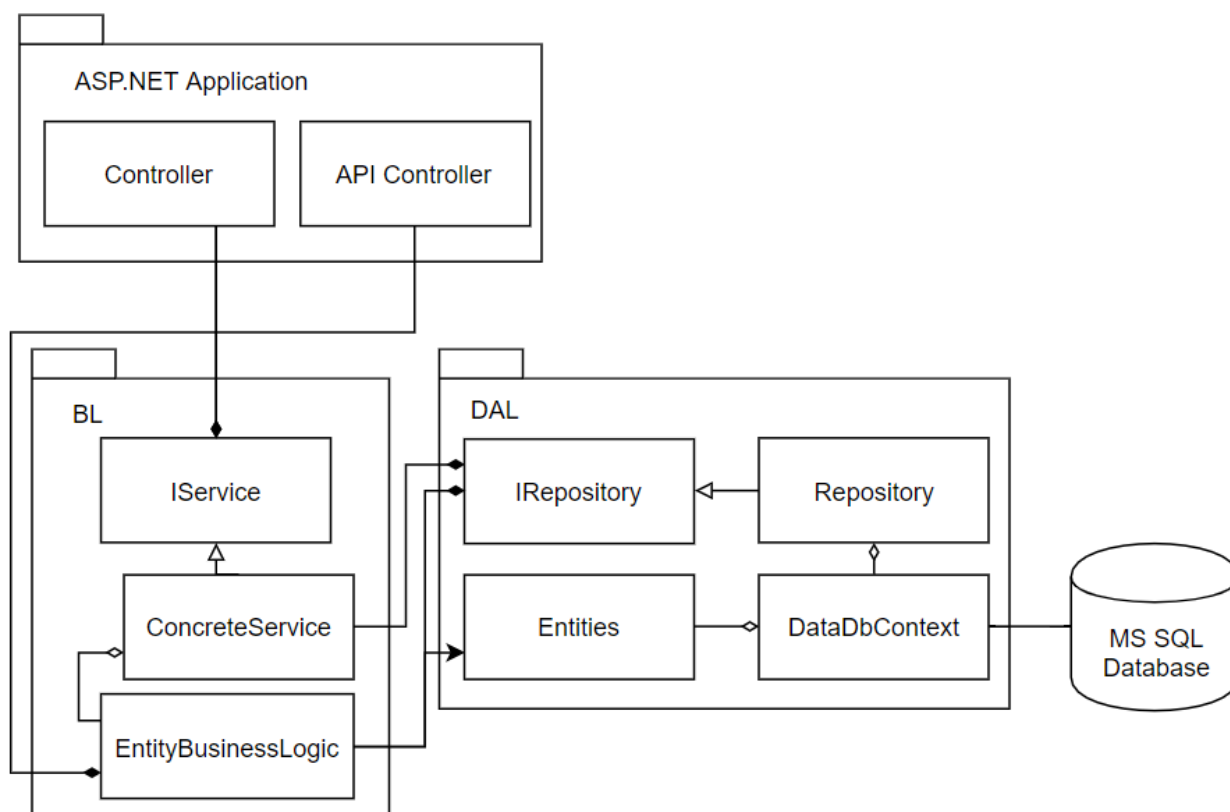 ASP.NET Application
Controller
API Controller
BL
IService
ConcreteService
EntityBusinessLogic
DAL
IRepository
Repository
Entities
DataDbContext
MS SQL
Database